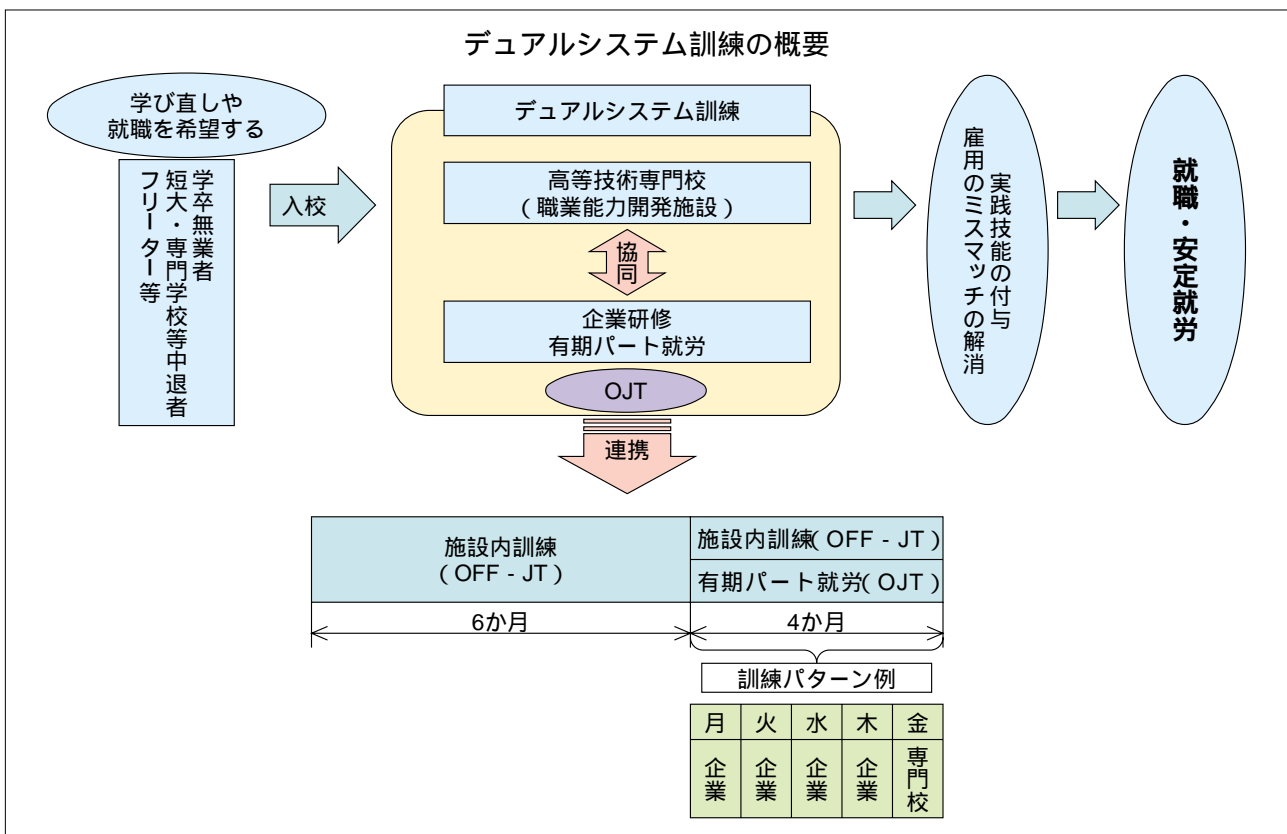 デュアルシステム訓練の概要
学び直しや
就職を希望する
学卒無業者
短大・専門学校等中退者
フリーター等
入校
デュアルシステム訓練
高等技術専門校
(職業能力開発施設)
協同
企業研修
有期パート就労
OJT
連携
実践技能の付与
雇用のミスマッチの解消
就職・安定就労
施設内訓練
(OFF‐JT)
施設内訓練(OFF‐JT)
有期パート就労(OJT)
6か月
4か月
訓練パターン例
月 火 水 木 金
企業 企業 企業 企業 専門校